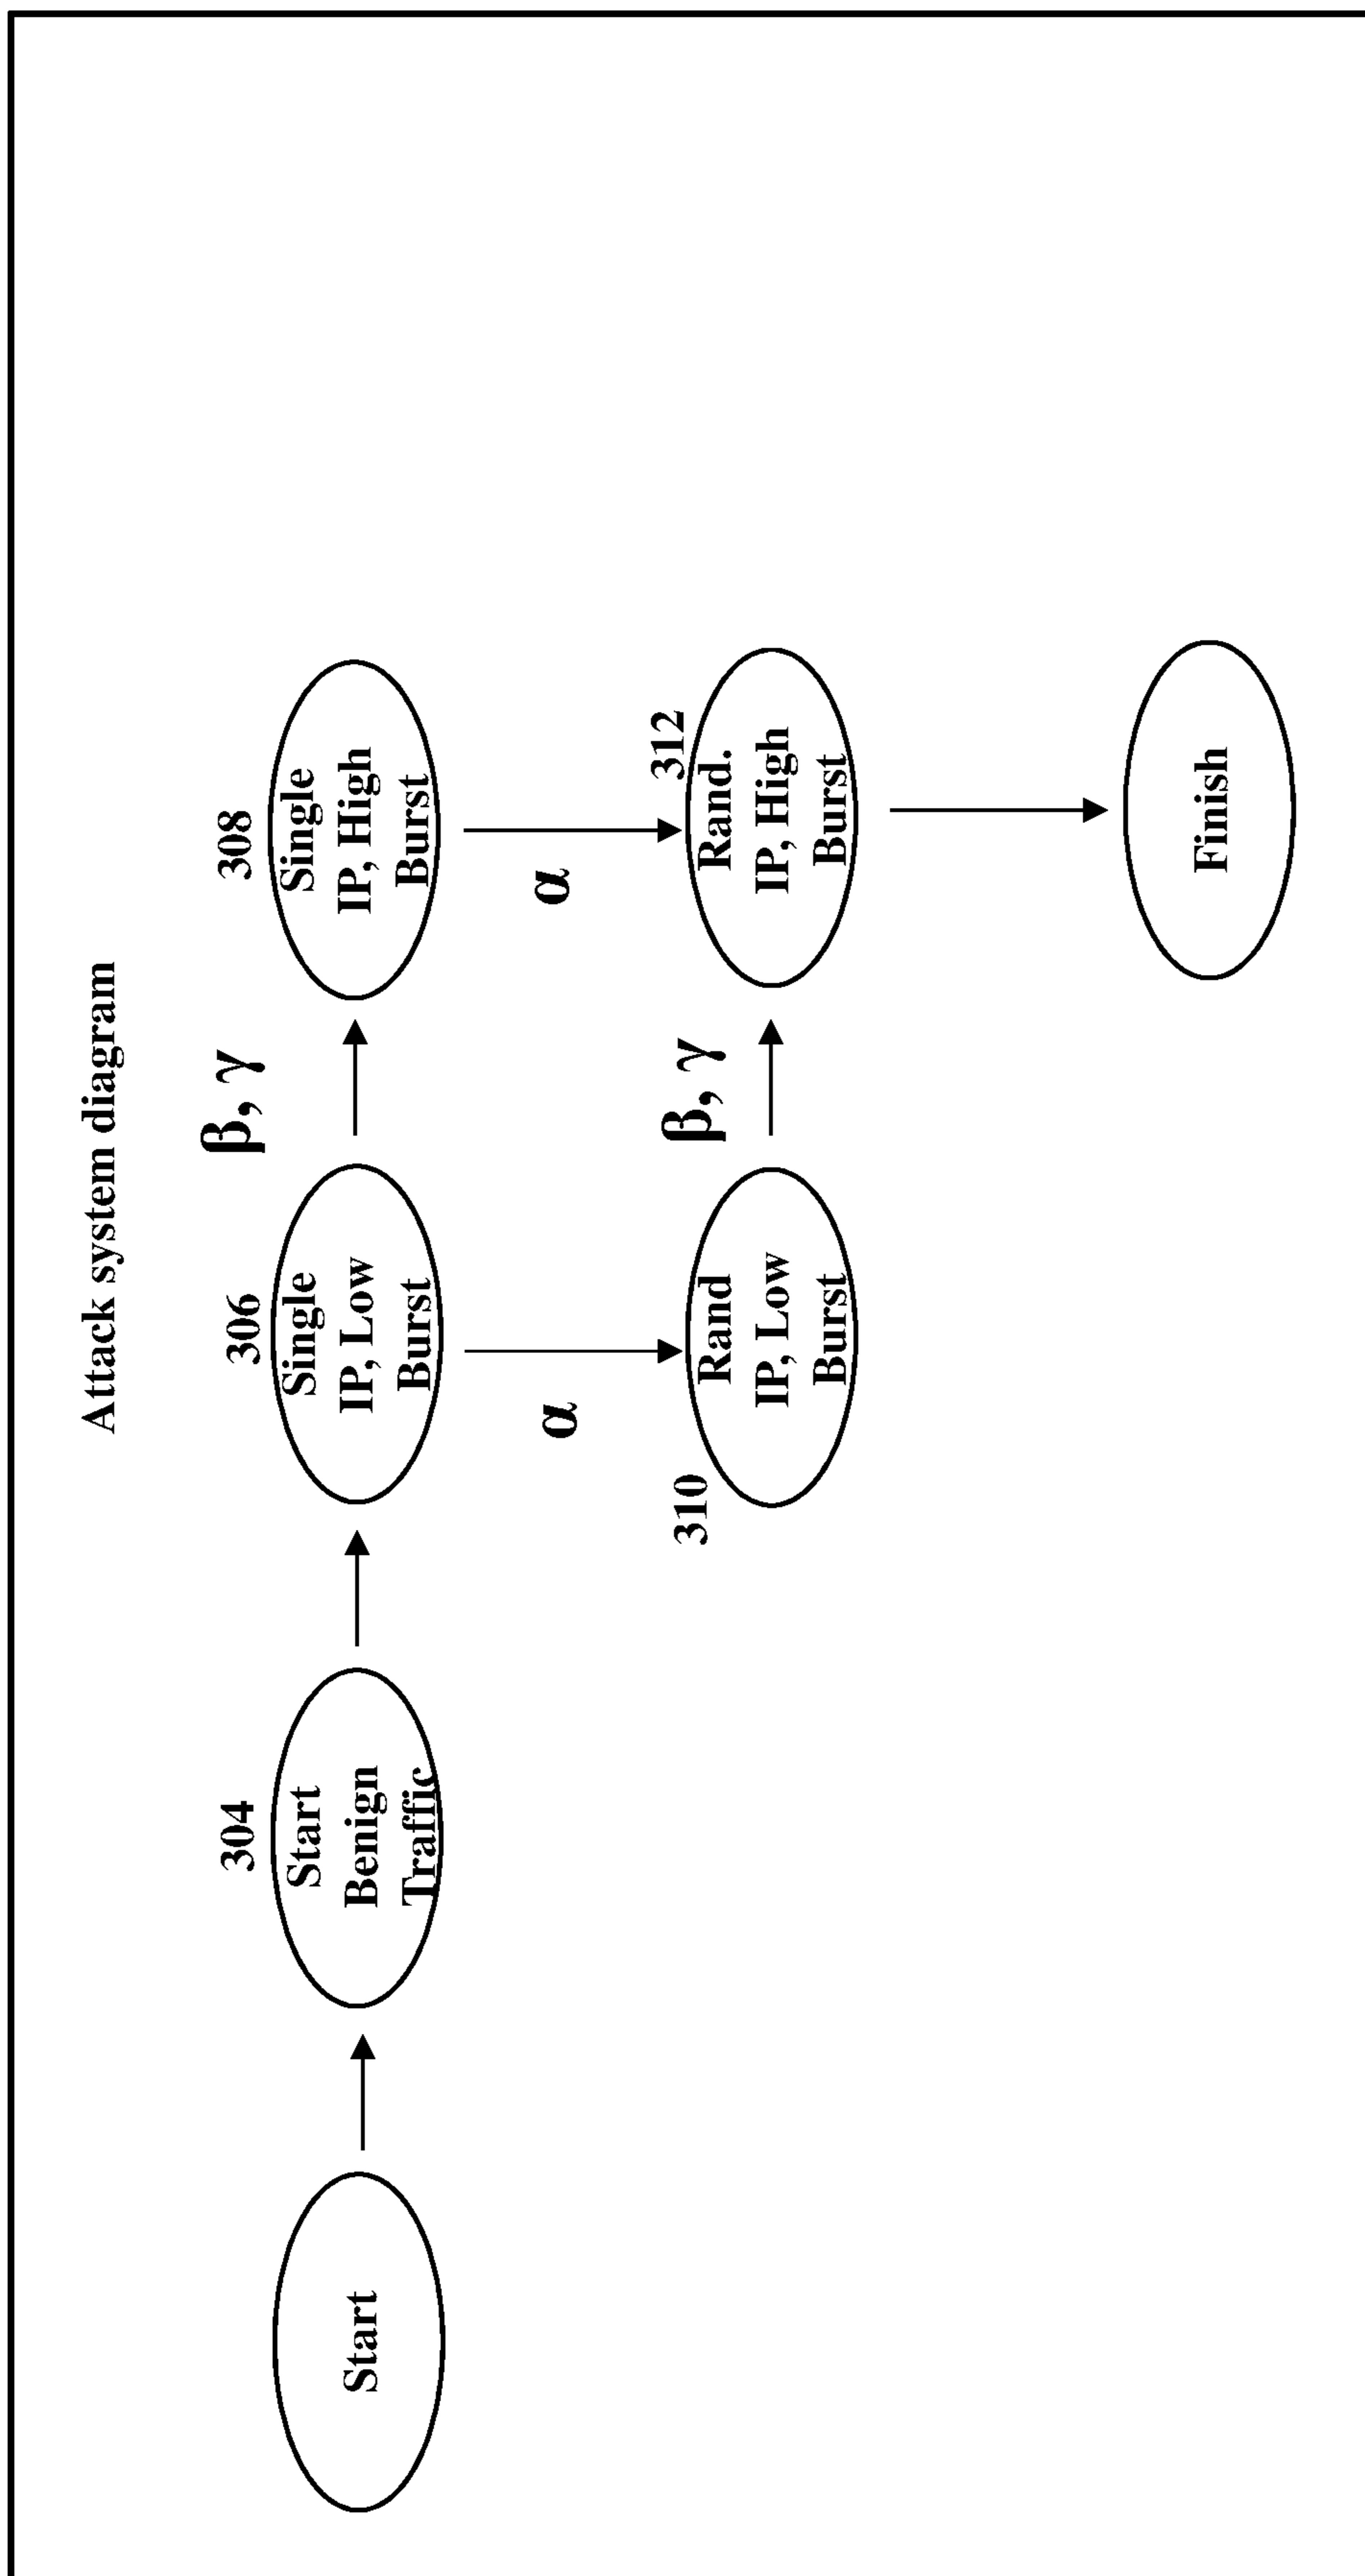 Attack system diagram
304
306
308
Start
Start
Benign
Traffic
Single
IP, Low
Burst
β, γ
Single
IP, High
Burst
α
α
310
312
Rand
IP, Low
Burst
β, γ
Rand.
IP, High
Burst
Finish